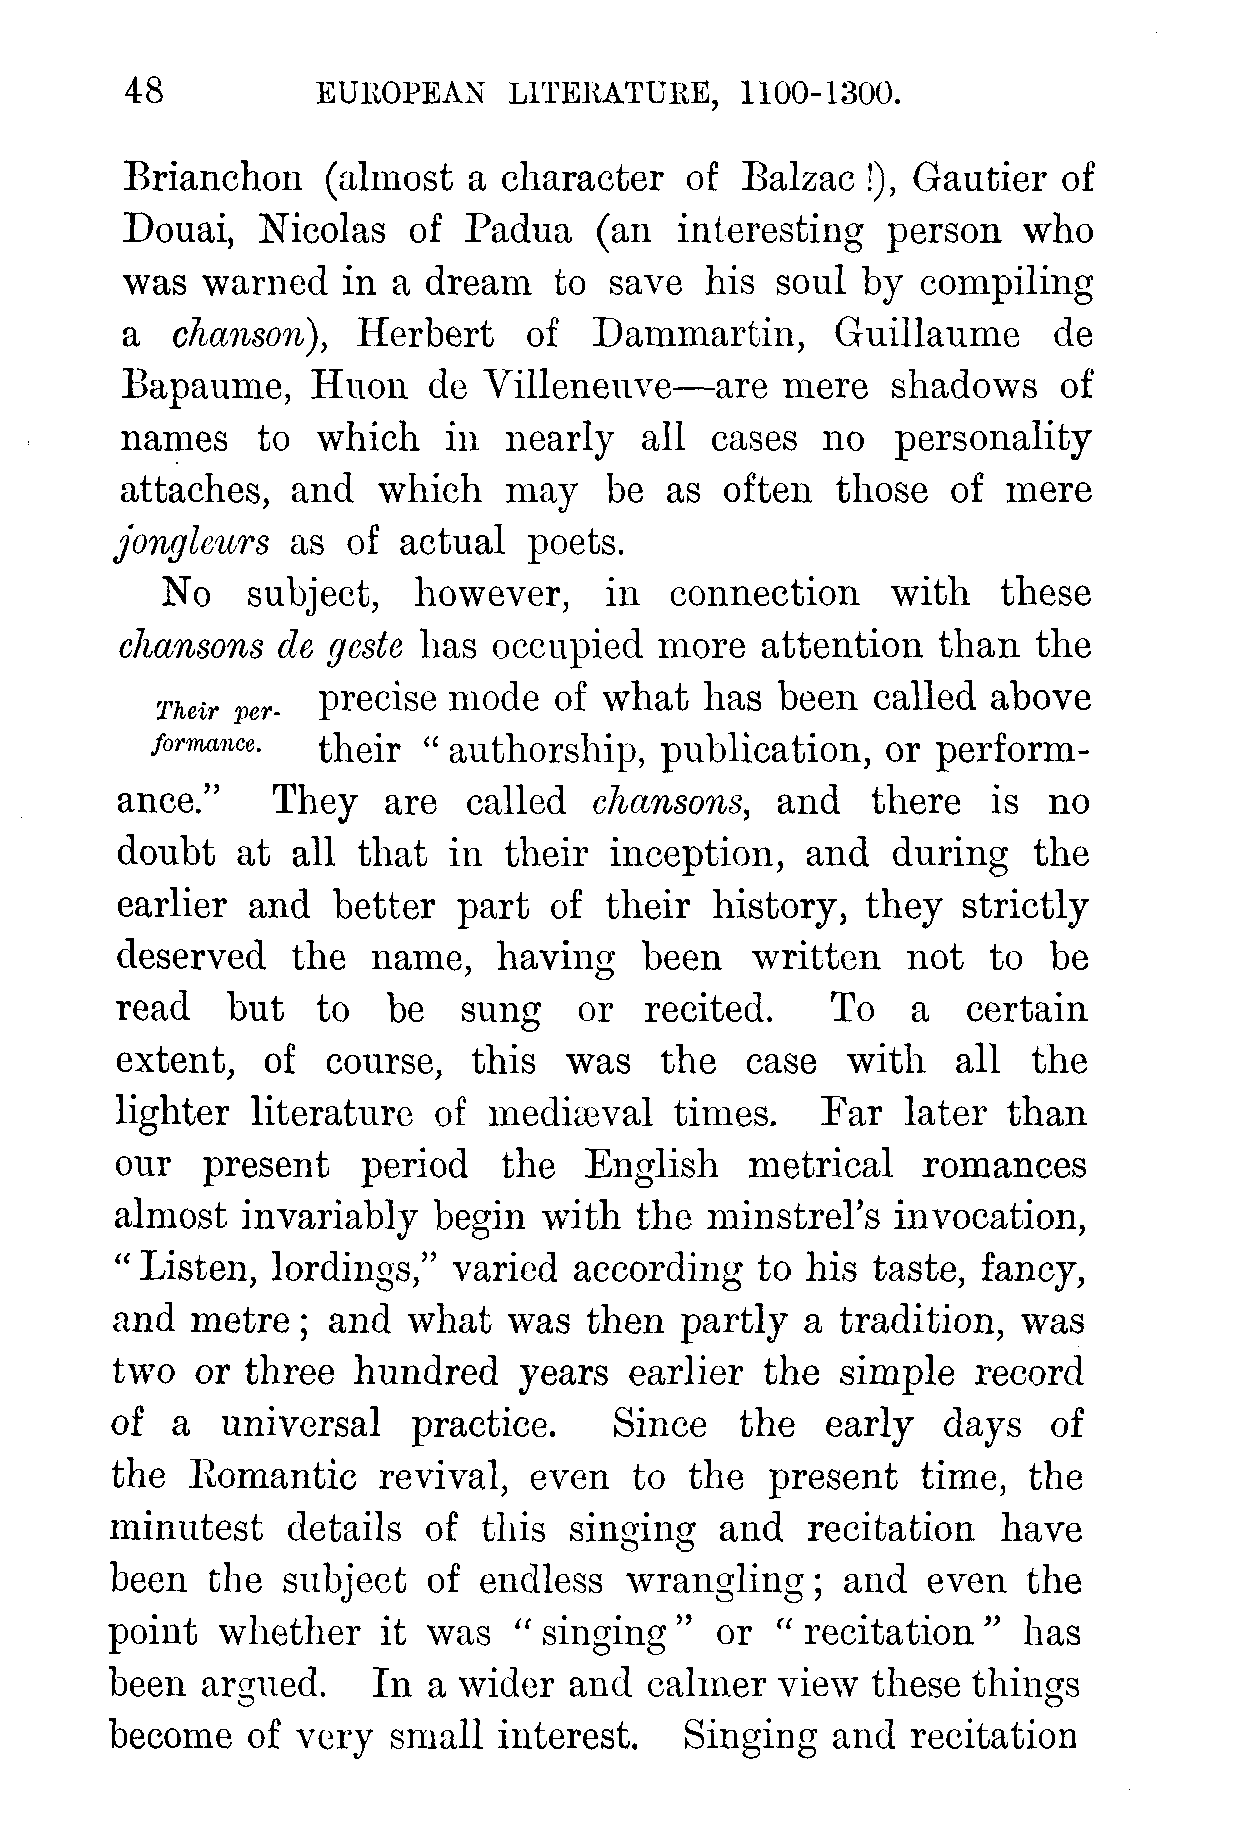 48 EUROPEAN LITERATURE, 1100-1300.
Brianchon (almost a character of Balzac!), Gautier of
Douai, Nicolas of Padua (an interesting person who
was warned in a dream to save his soul by compiling
a chanson), Herbert of Dammartin, Guillaume de
Bapaume, Huon de Villeneuve—are mere shadows of
names to which in nearly all cases no personality
attaches, and which may be as often those of mere
jongleurs as of actual poets.
No subject, however, in connection with these
chansons de geste has occupied more attention than the
Their per- precise mode of what has been called above
formance. their “authorship, publication, or perform-
ance.” They are called chansons, and there is no
doubt at all that in their inception, and during the
earlier and better part of their history, they strictly
deserved the name, having been written not to be
read but to be sung or recited. To a certain
extent, of course, this was the case with all the
lighter literature of mediæval times. Far later than
our present period the English metrical romances
almost invariably begin with the minstrel’s invocation,
“Listen, lordings,” varied according to his taste, fancy,
and metre; and what was then partly a tradition, was
two or three hundred years earlier the simple record
of a universal practice. Since the early days of
the Romantic revival, even to the present time, the
minutest details of this singing and recitation have
been the subject of endless wrangling; and even the
point whether it was “singing” or “recitation” has
been argued. In a wider and calmer view these things
become of very small interest. Singing and recitation